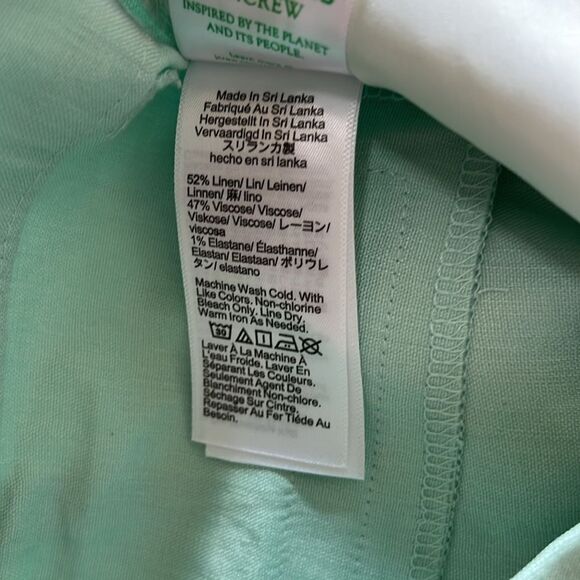 J.CREW
INSPIRED BY THE PLANET
AND ITS PEOPLE.
Made In Sri Lanka
Fabriqué Au Sri Lanka
Hergestellt In Sri Lanka
Vervaardigd In Sri Lanka
スリランカ製
hecho en sri lanka
52% Linen/ Lin/ Leinen/
Linnen/ 麻/ lino
47% Viscose/ Viscose/
Viskose/ Viscose/ レーヨン/
viscosa
1% Elastane/ Élasthanne/
Elastan/ Elastaan/ ポリウレ
タン/ elastano
Machine Wash Cold. With
Like Colors. Non-chlorine
Bleach Only. Line Dry.
Warm Iron As Needed.
30
Laver À La Machine À
L'eau Froide. Laver En
Séparant Les Couleurs.
Seulement Agent De
Blanchiment Non-chlore.
Séchage Sur Cintre.
Repasser Au Fer Tiède Au
Besoin.